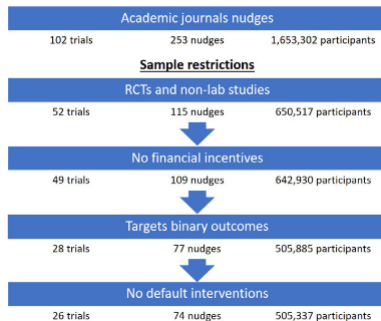 Academic journals nudges
102 trials 253 nudges 1,653,302 participants
Sample restrictions
RCTs and non-lab studies
52 trials 115 nudges 650,517 participants
No financial incentives
49 trials 109 nudges 642,930 participants
Targets binary outcomes
28 trials 77 nudges 505,885 participants
No default interventions
26 trials 74 nudges 505,337 participants